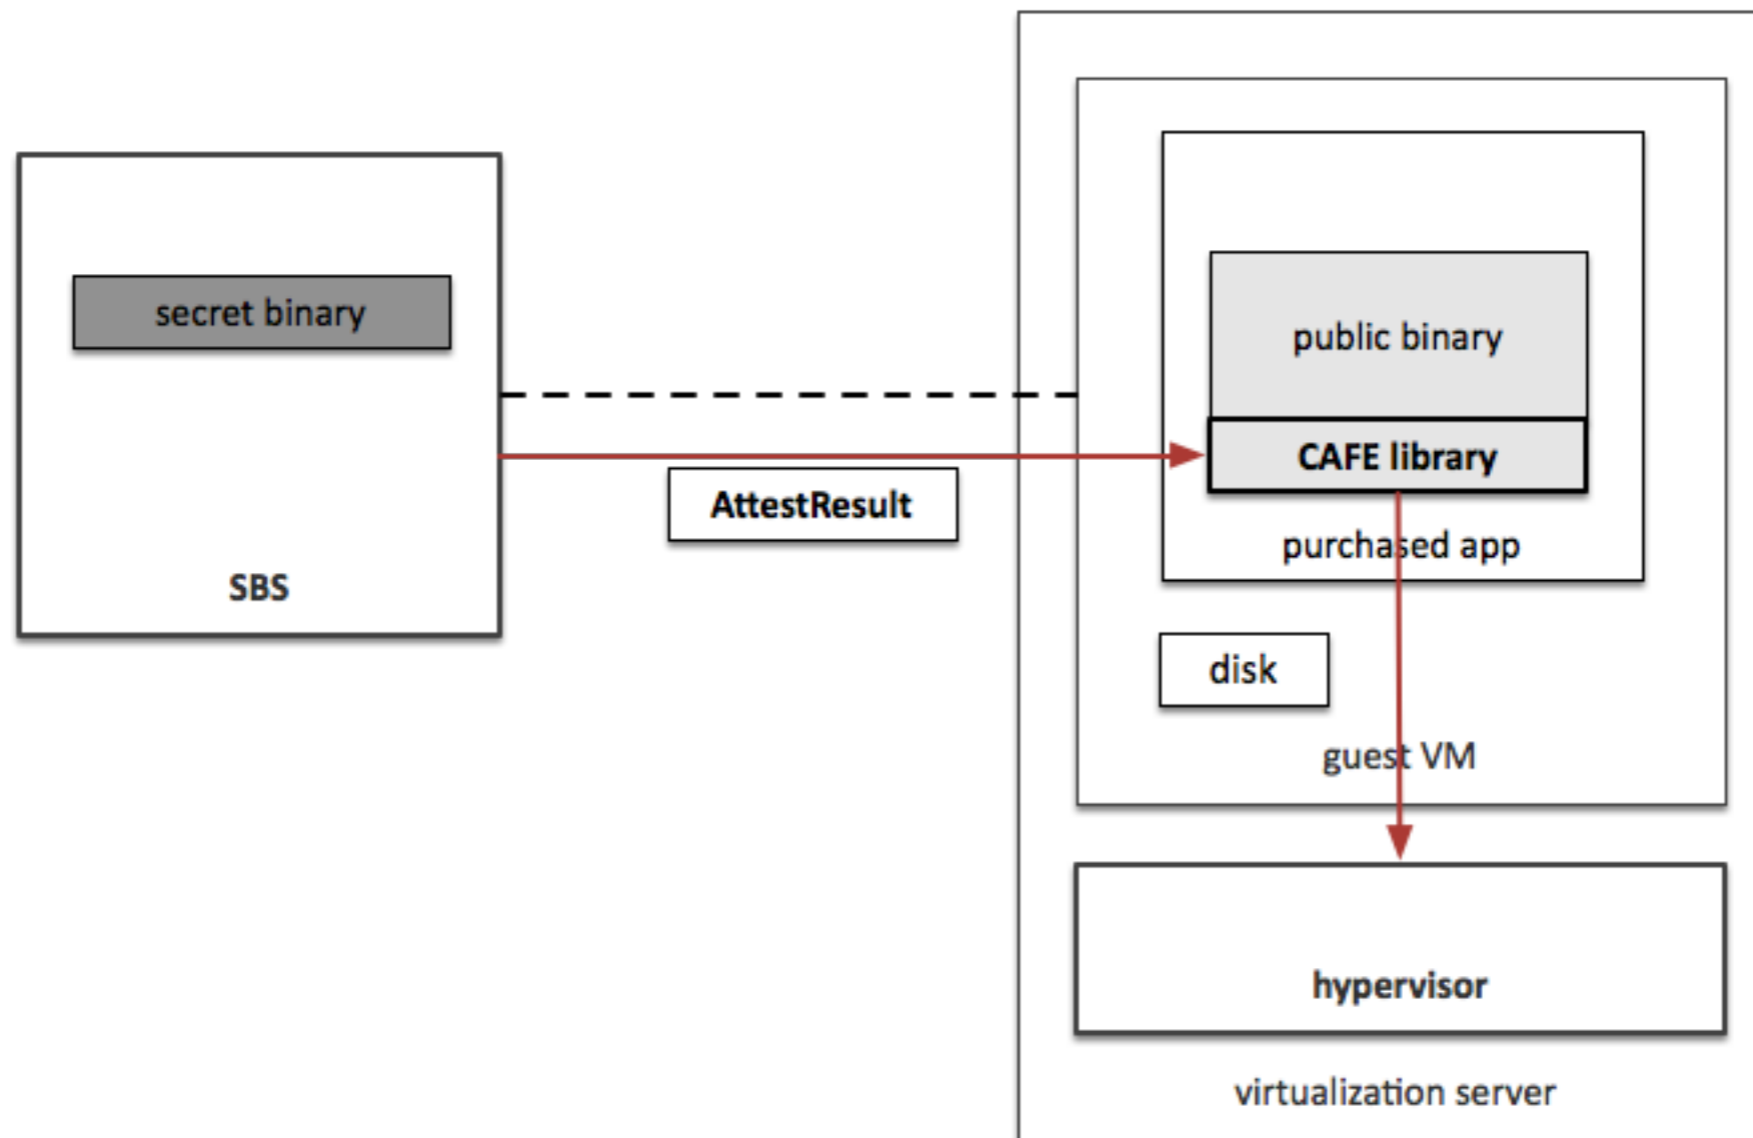 secret binary
SBS
AttestResult
public binary
CAFE library
purchased app
disk
guest VM
hypervisor
virtualization server